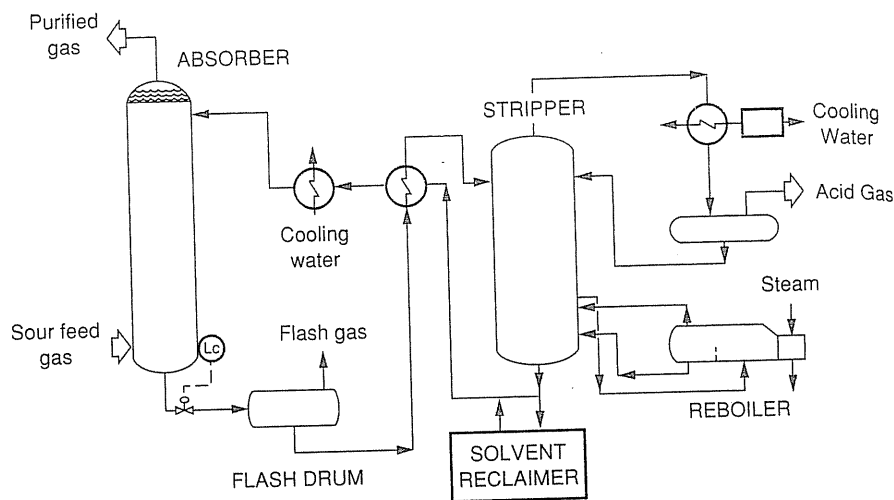 Purified
gas
ABSORBER
STRIPPER
Cooling
Water
Acid Gas
Cooling
water
Steam
Sour feed
gas
Lc
Flash gas
REBOILER
FLASH DRUM
SOLVENT
RECLAIMER